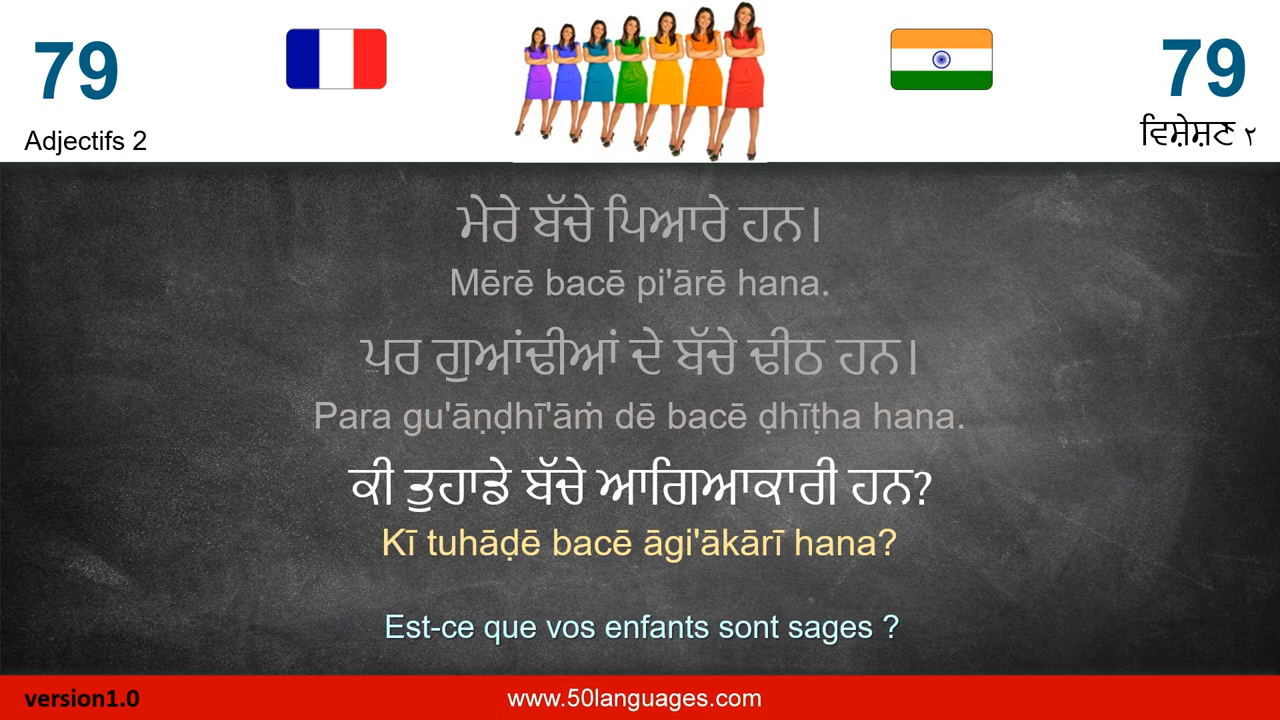 79
79
Adjectifs 2
ਵਿਸ਼ੇਸ਼ਣ ੨
ਮੇਰੇ ਬੱਚੇ ਪਿਆਰੇ ਹਨ।
Mērē bacē pi'ārē hana.
ਪਰ ਗੁਆਂਢੀਆਂ ਦੇ ਬੱਚੇ ਢੀਠ ਹਨ।
Para gu'āṇḍhī'āṁ dē bacē ḍhīṭha hana.
ਕੀ ਤੁਹਾਡੇ ਬੱਚੇ ਆਗਿਆਕਾਰੀ ਹਨ?
Kī tuhāḍē bacē āgi'ākārī hana?
Est-ce que vos enfants sont sages ?
version1.0
www.50languages.com